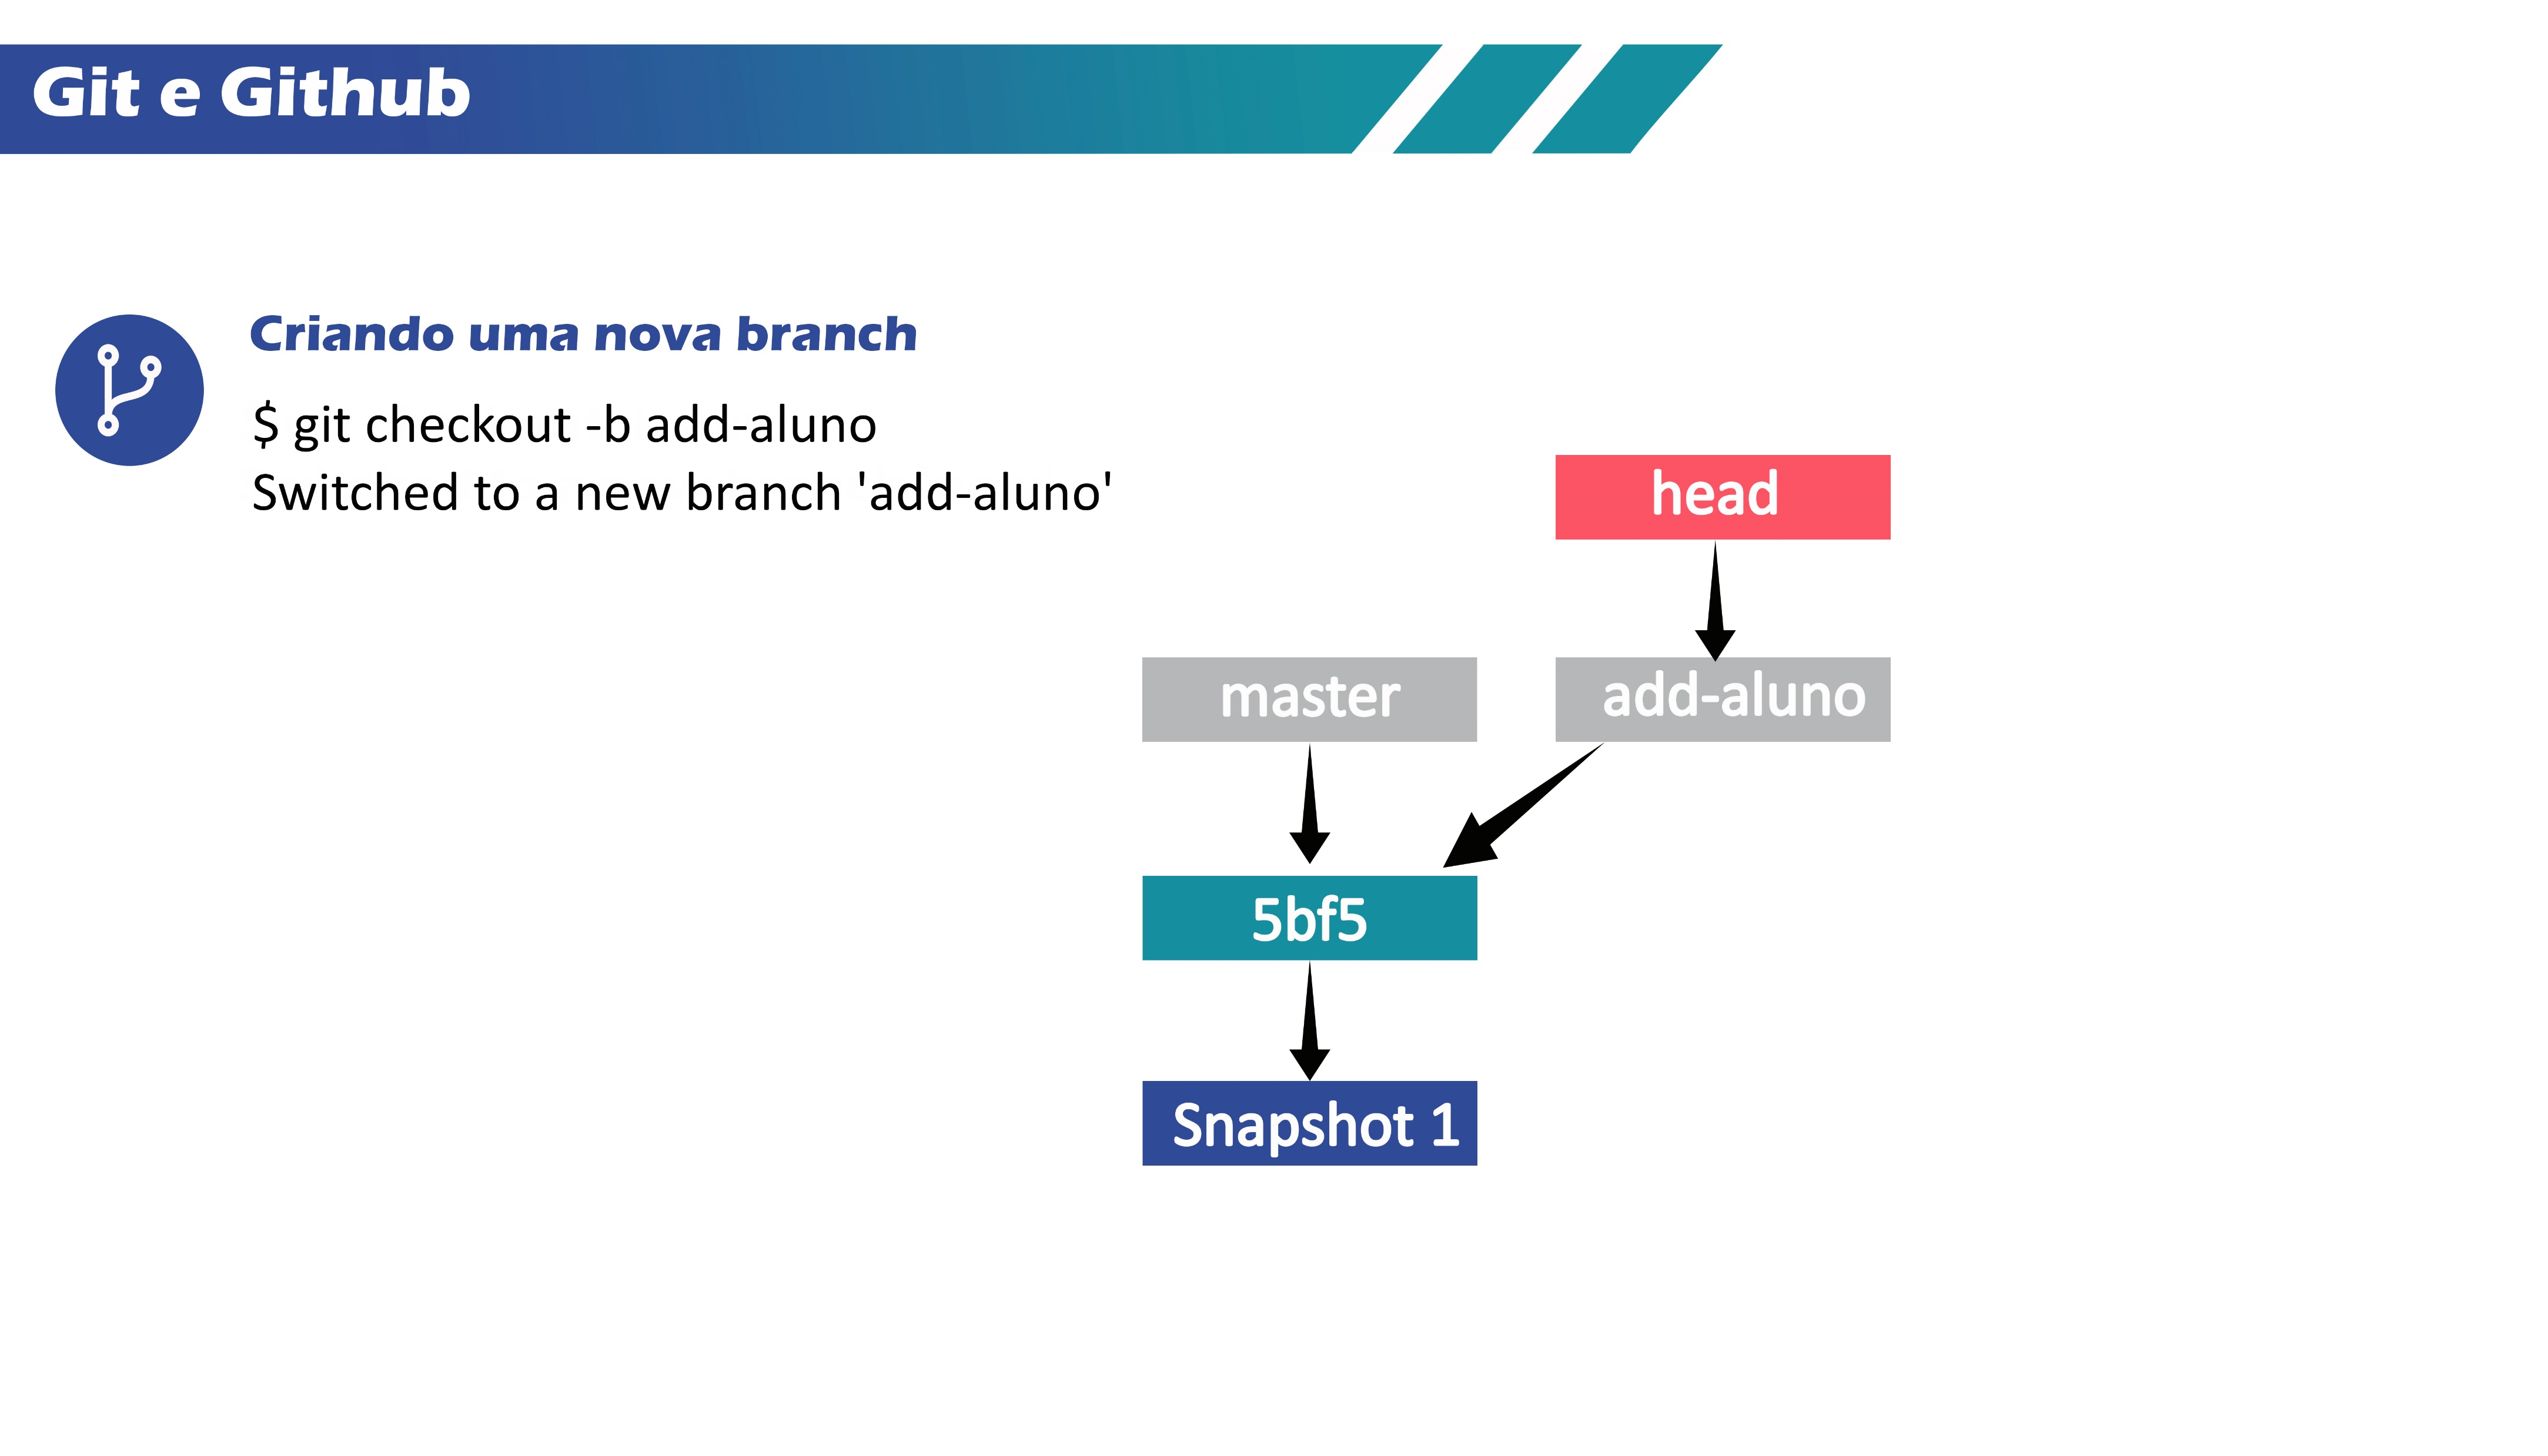 Git e Github
Criando uma nova branch
$ git checkout -b add-aluno
Switched to a new branch 'add-aluno'
head
master
add-aluno
5bf5
Snapshot 1